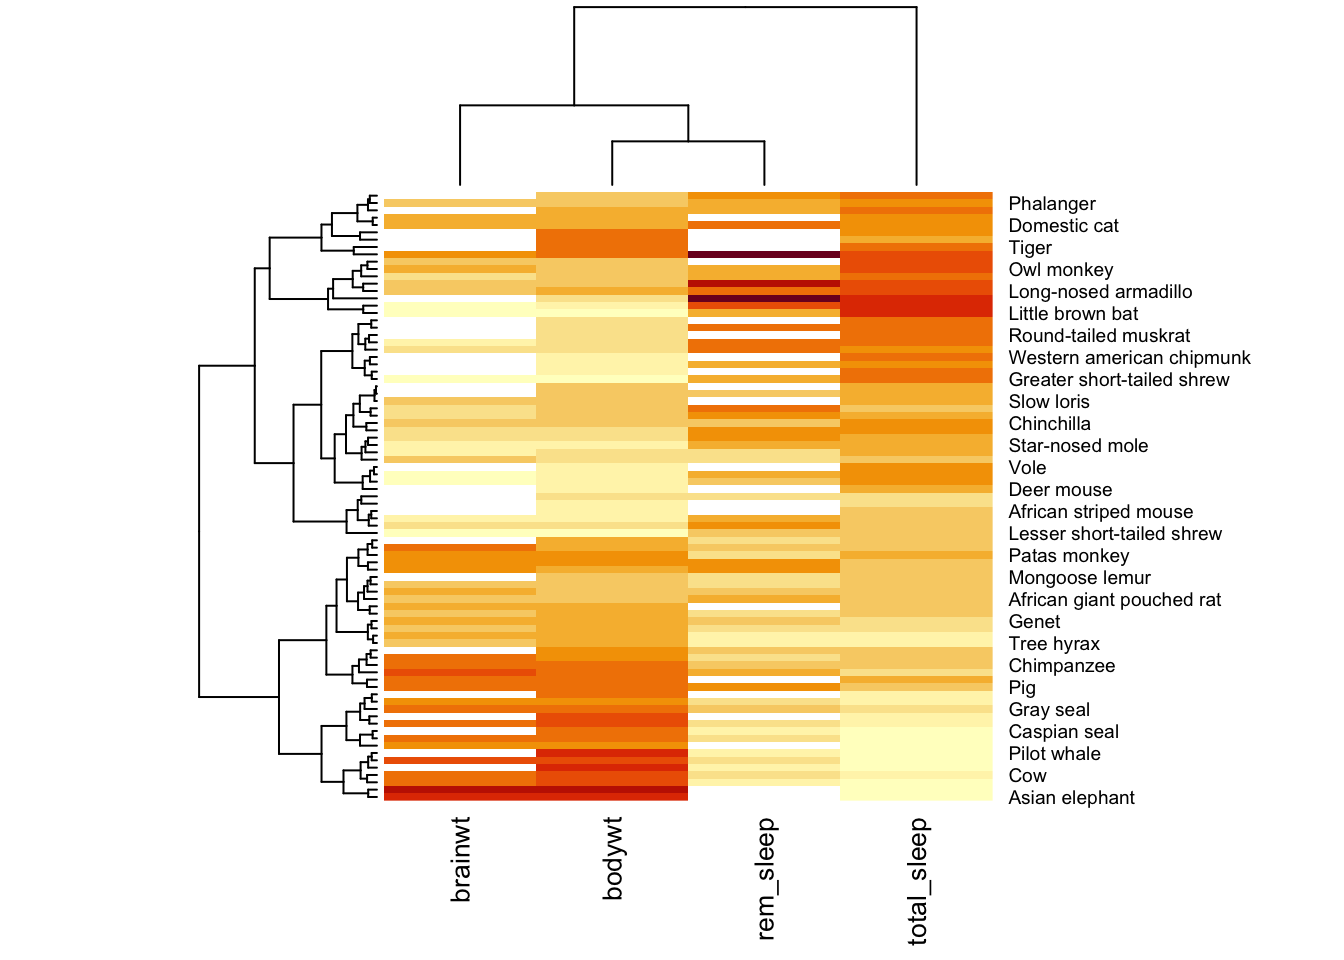 Phalanger
Domestic cat
Tiger
Owl monkey
Long-nosed armadillo
Little brown bat
Round-tailed muskrat
Western american chipmunk
Greater short-tailed shrew
Slow loris
Chinchilla
Star-nosed mole
Vole
Deer mouse
African striped mouse
Lesser short-tailed shrew
Patas monkey
Mongoose lemur
African giant pouched rat
Genet
Tree hyrax
Chimpanzee
Pig
Gray seal
Caspian seal
Pilot whale
Cow
Asian elephant
brainwt
bodywt
rem_sleep
total_sleep